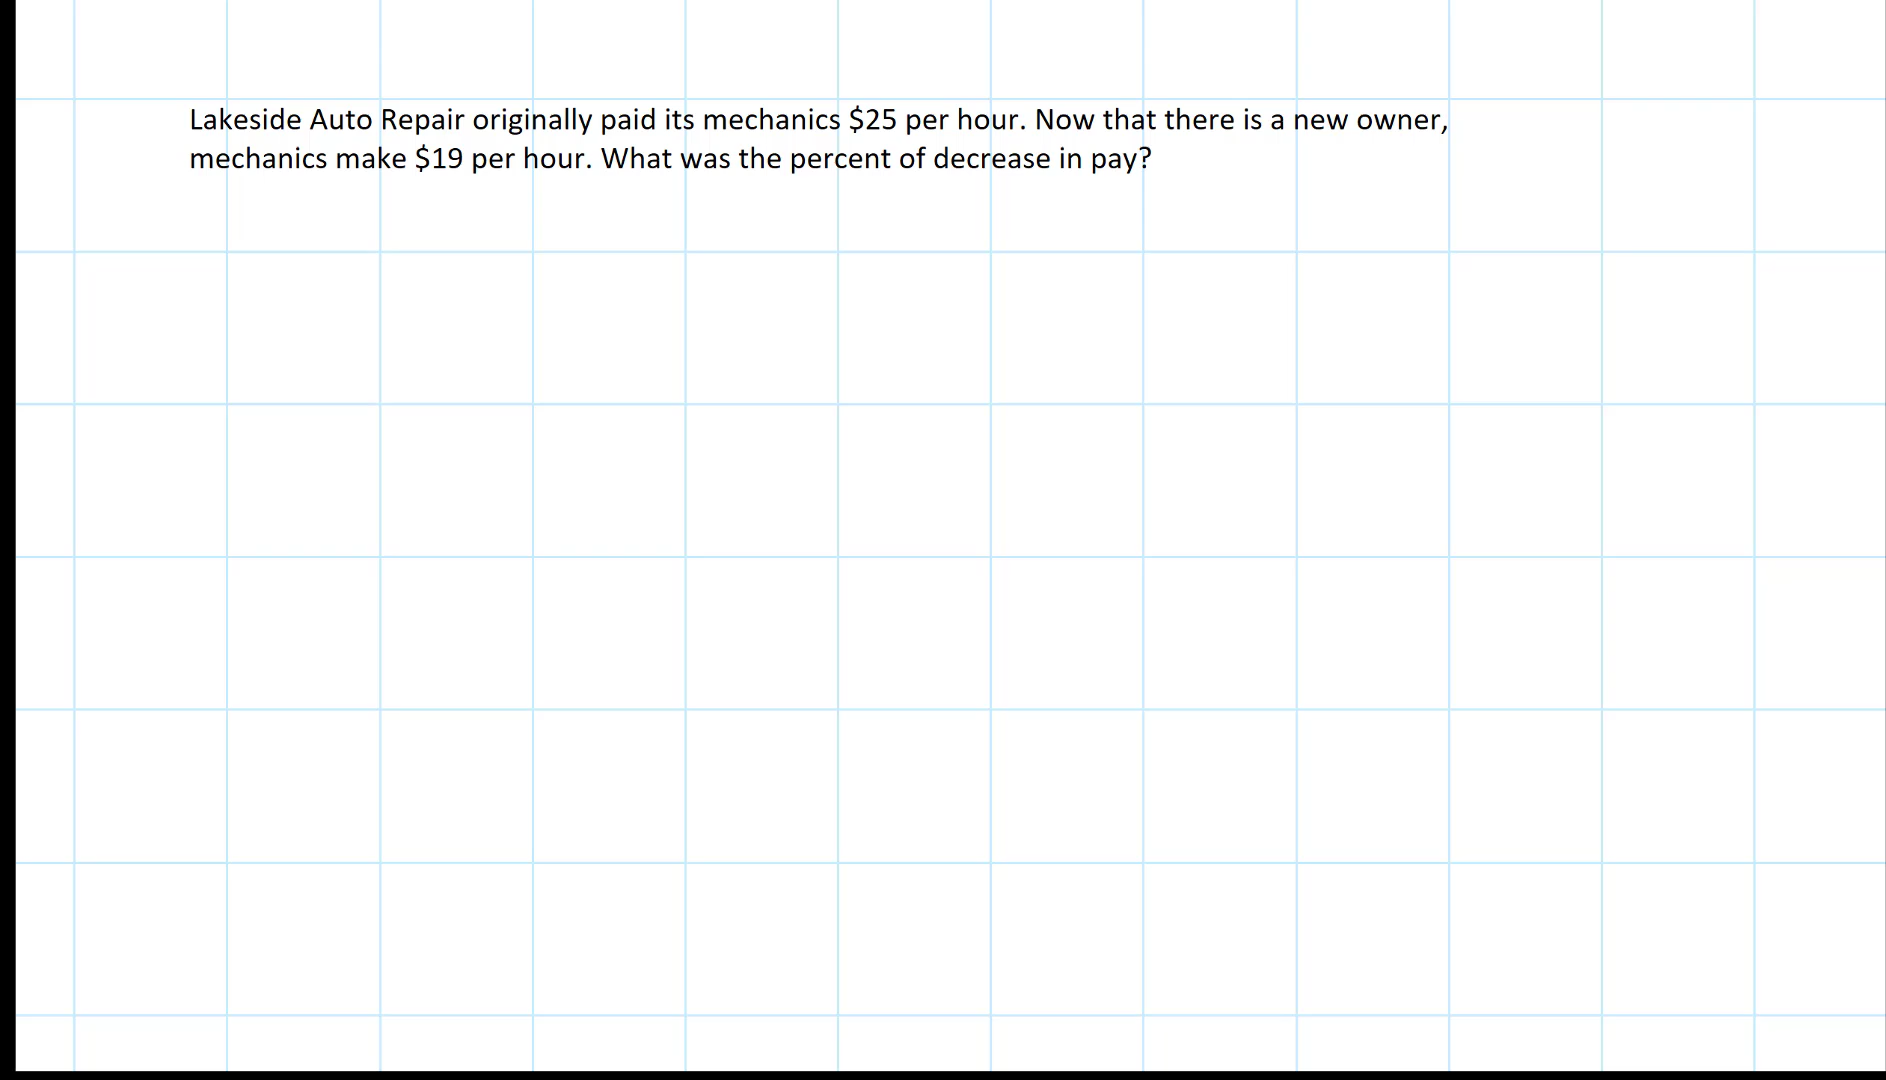 Lakeside Auto Repair originally paid its mechanics $25 per hour. Now that there is a new owner,
mechanics make $19 per hour. What was the percent of decrease in pay?